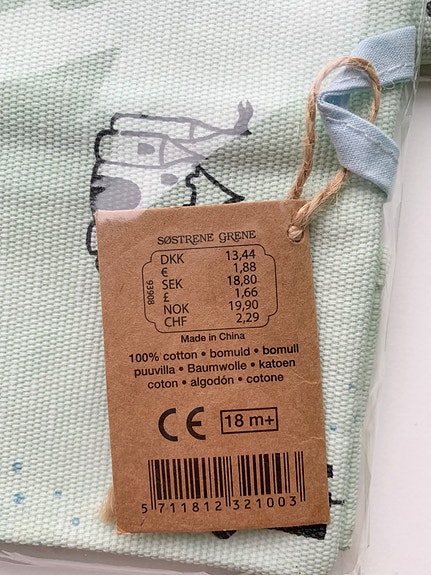 SØSTRENE GRENE
DKK 13,44
€ 1,88
SEK 18,80
£ 1,66
NOK 19,90
CHF 2,29
93908
Made in China
100% cotton • bomuld • bomull
puuvilla • Baumwolle • katoen
coton • algodón • cotone
CE 18 m+
5 711812 321003